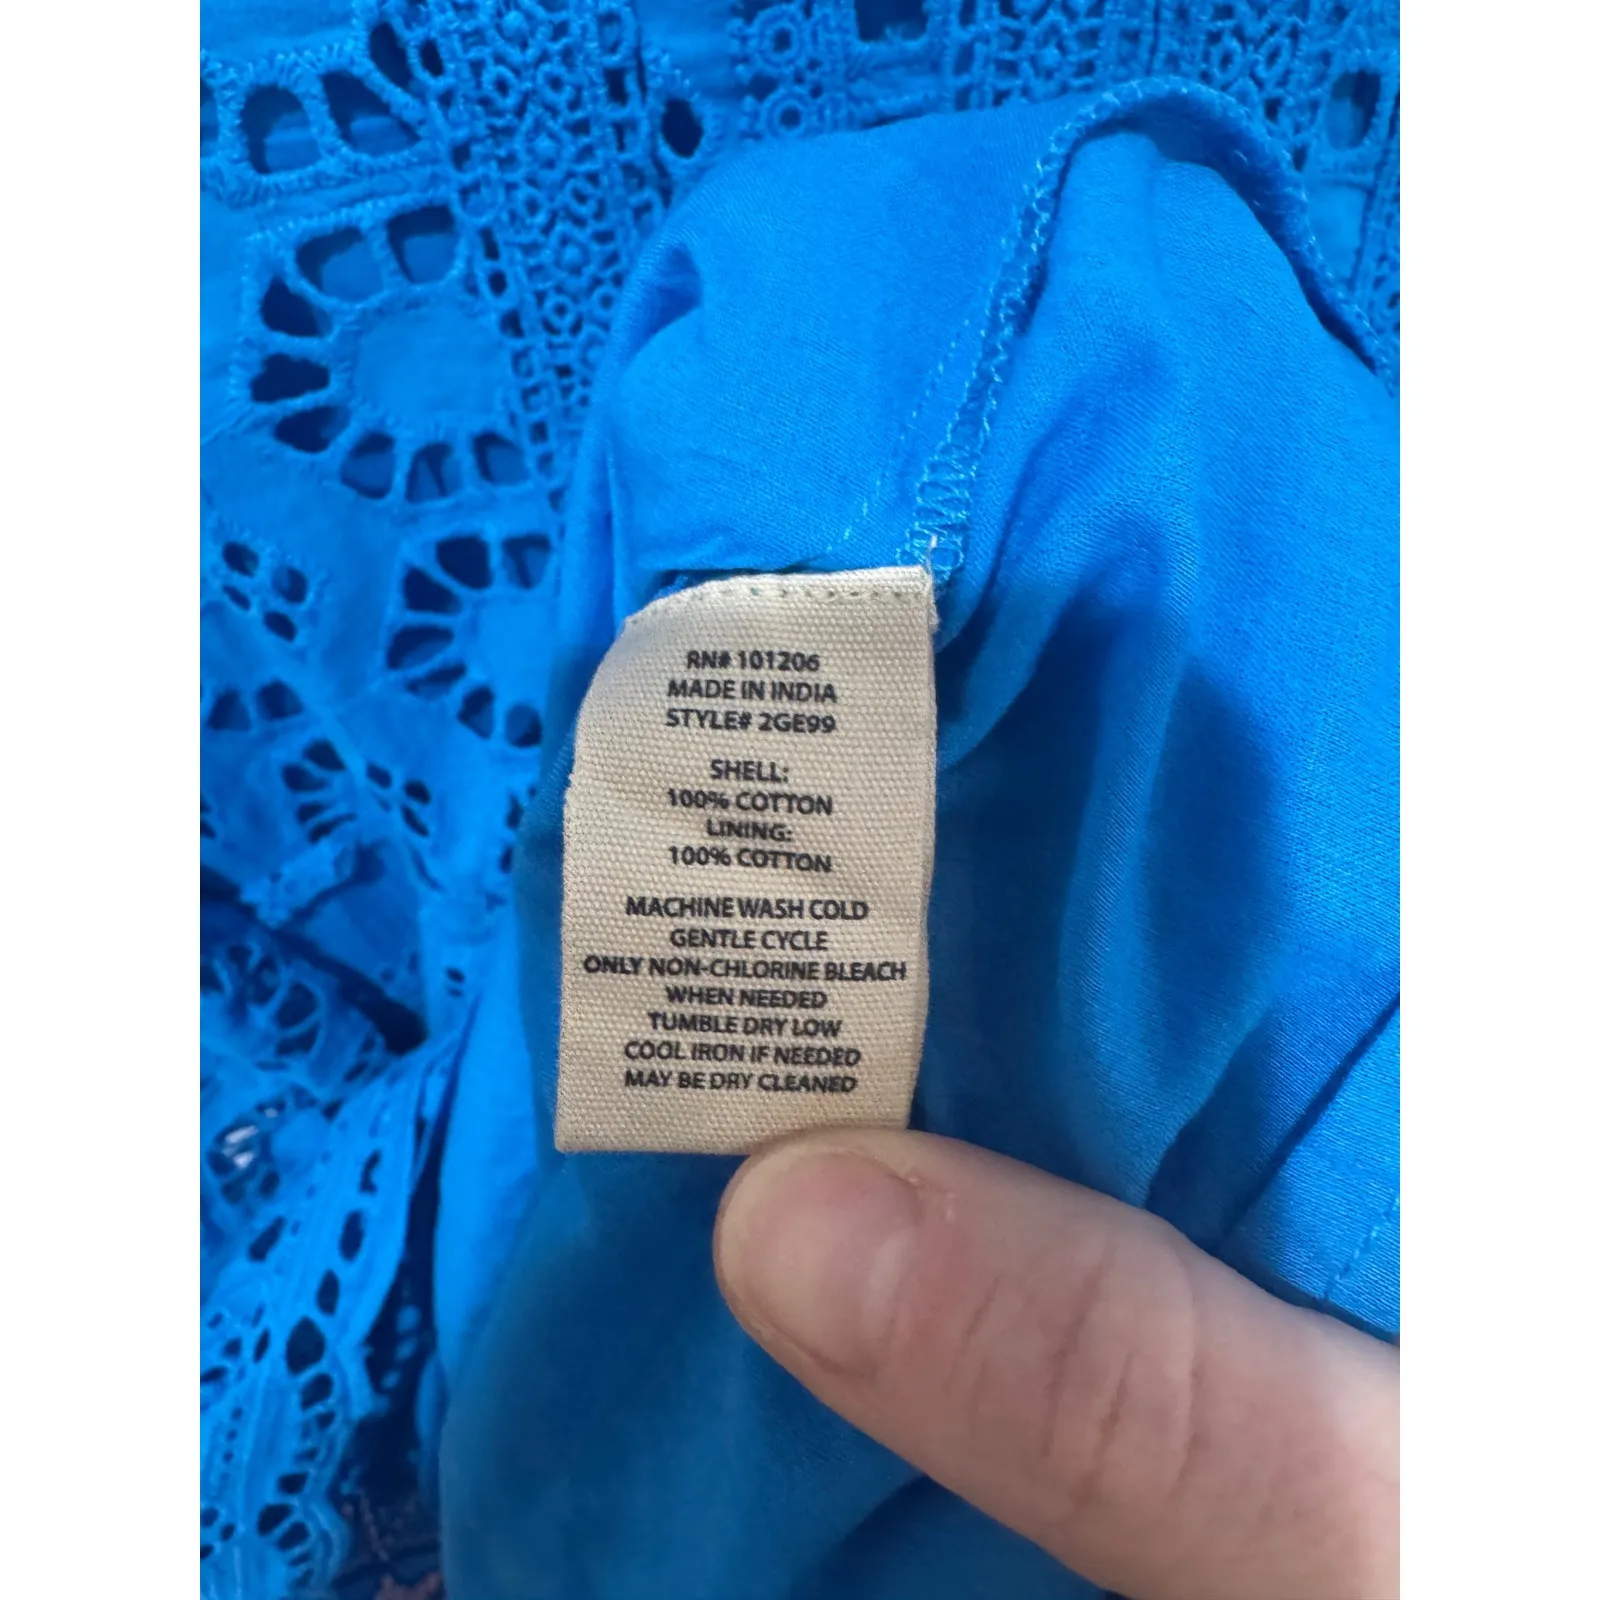 RN# 101206
MADE IN INDIA
STYLE# 2GE99
SHELL:
100% COTTON
LINING:
100% COTTON
MACHINE WASH COLD
GENTLE CYCLE
ONLY NON-CHLORINE BLEACH
WHEN NEEDED
TUMBLE DRY LOW
COOL IRON IF NEEDED
MAY BE DRY CLEANED